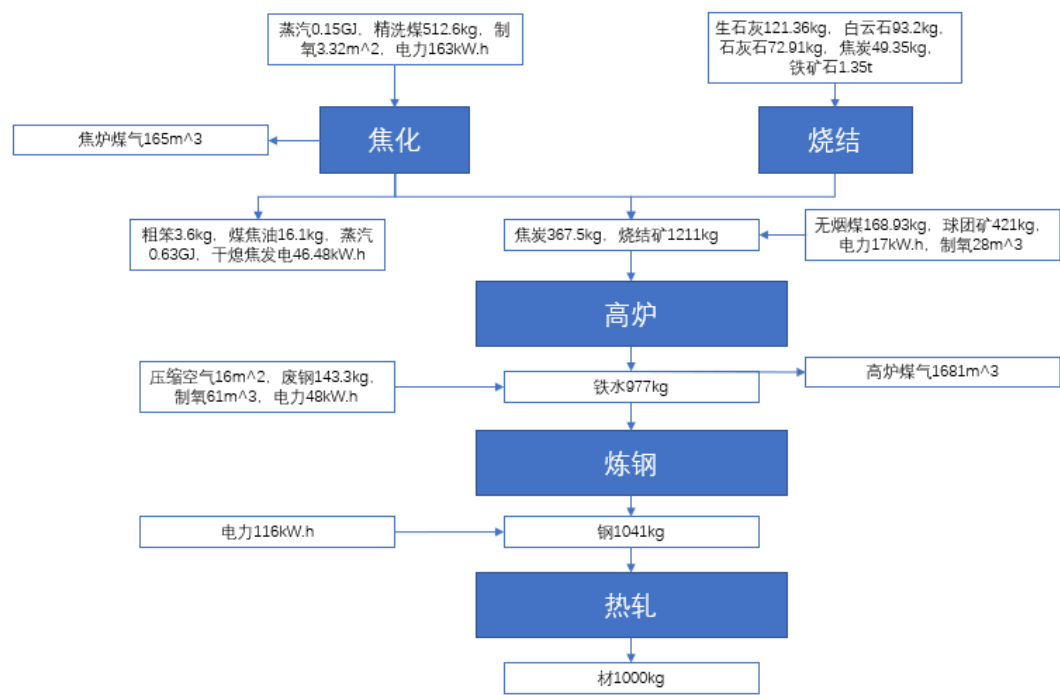 蒸汽0.15GJ，精洗煤512.6kg，制
氧3.32m^2，电力163kW.h
生石灰121.36kg，白云石93.2kg，
石灰石72.91kg，焦炭49.35kg，
铁矿石1.35t
焦炉煤气165m^3
焦化
烧结
粗笨3.6kg，煤焦油16.1kg，蒸汽
0.63GJ，干熄焦发电46.48kW.h
焦炭367.5kg，烧结矿1211kg
无烟煤168.93kg，球团矿421kg，
电力17kW.h，制氧28m^3
高炉
压缩空气16m^2，废钢143.3kg，
制氧61m^3，电力48kW.h
铁水977kg
高炉煤气1681m^3
炼钢
电力116kW.h
钢1041kg
热轧
材1000kg